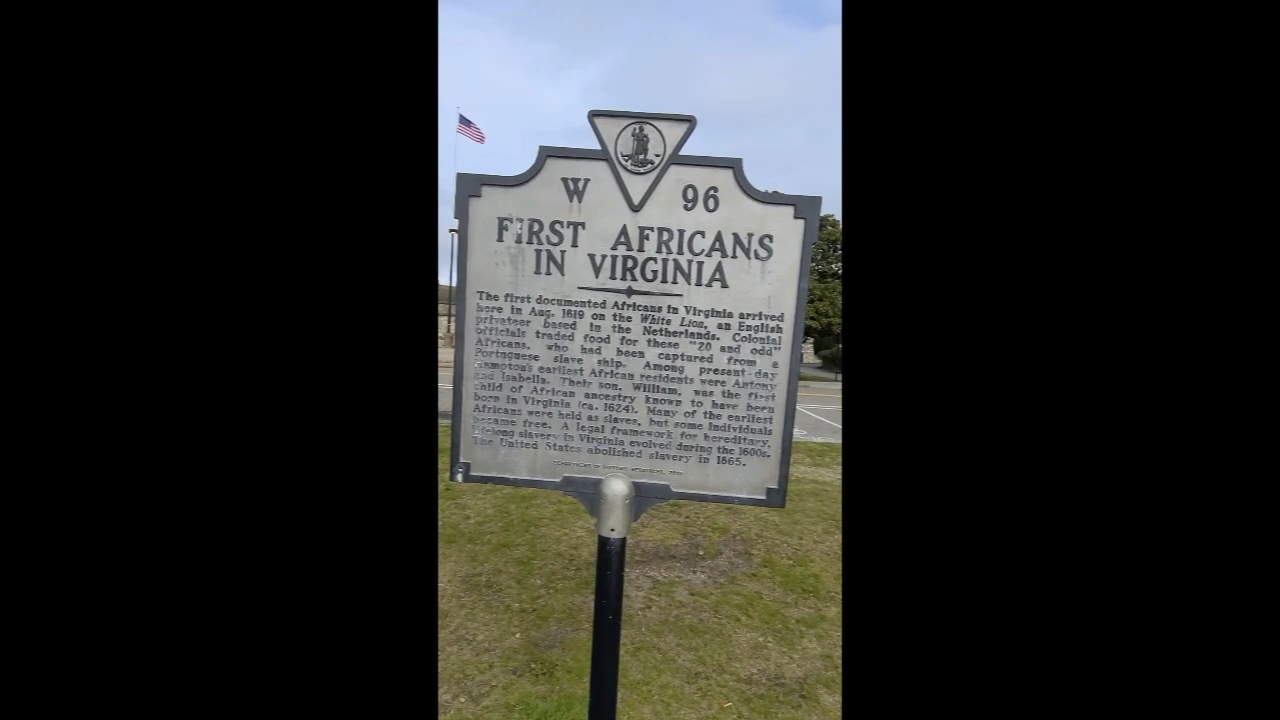 W 96
FIRST AFRICANS
IN VIRGINIA
The first documented Africans in Virginia arrived
here in Aug. 1619 on the White Lion, an English
privateer based in the Netherlands. Colonial
officials traded food for these "20 and odd"
Africans, who had been captured from a
Portuguese slave ship. Among present-day
Hampton's earliest African residents were Antony
and Isabella. Their son, William, was the first
child of African ancestry known to have been
born in Virginia (ca. 1624). Many of the earliest
Africans were held as slaves, but some individuals
became free. A legal framework for hereditary,
lifelong slavery in Virginia evolved during the 1600s.
The United States abolished slavery in 1865.
DEPARTMENT OF HISTORIC RESOURCES,